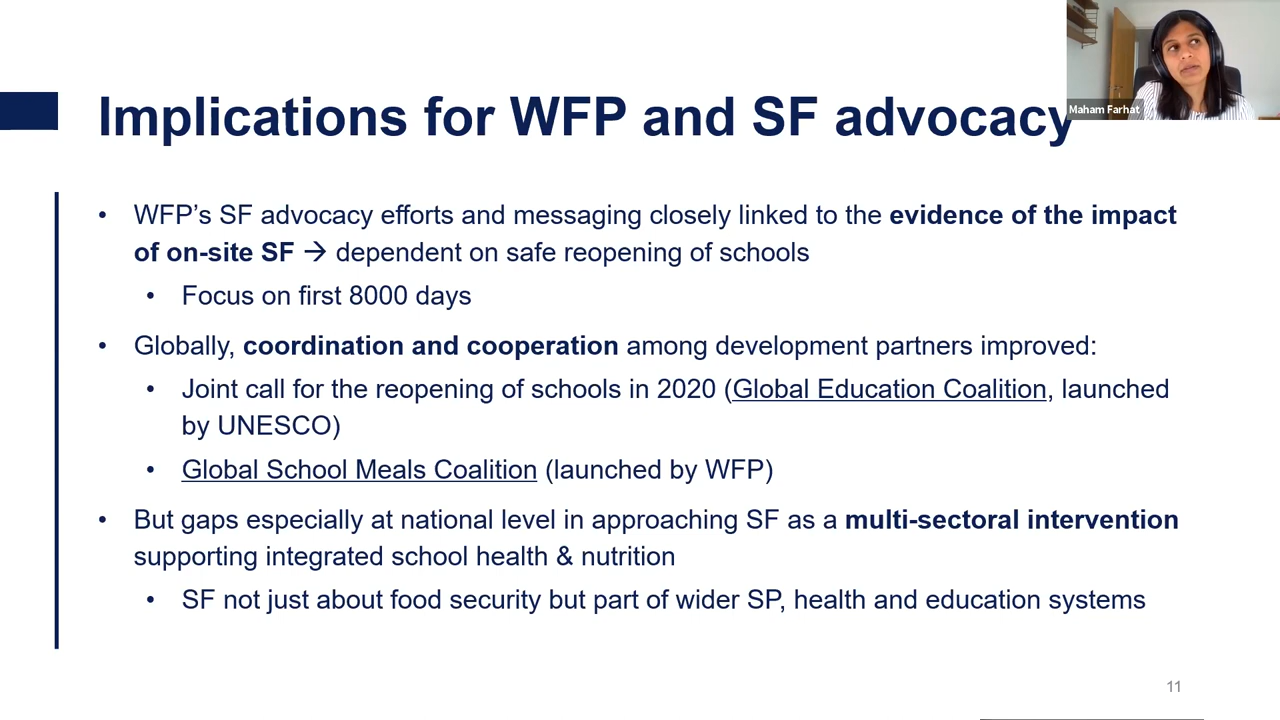 Maham Farhat
Implications for WFP and SF advocacy
• WFP’s SF advocacy efforts and messaging closely linked to the evidence of the impact
of on-site SF → dependent on safe reopening of schools
• Focus on first 8000 days
• Globally, coordination and cooperation among development partners improved:
• Joint call for the reopening of schools in 2020 (Global Education Coalition, launched
by UNESCO)
• Global School Meals Coalition (launched by WFP)
• But gaps especially at national level in approaching SF as a multi-sectoral intervention
supporting integrated school health & nutrition
• SF not just about food security but part of wider SP, health and education systems
11